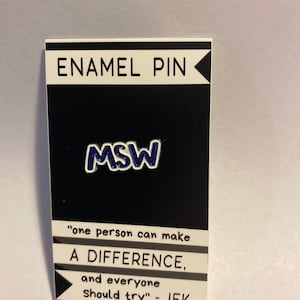 ENAMEL PIN
MSW
"one person can make
A DIFFERENCE,
and everyone
should try" - JFK